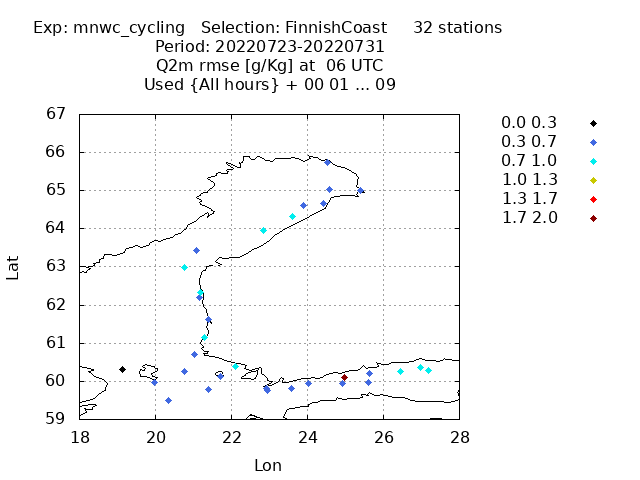 Exp: mnwc_cycling   Selection: FinnishCoast     32 stations
Period: 20220723-20220731
Q2m rmse [g/Kg] at  06 UTC
Used {All hours} + 00 01 ... 09
67
66
65
64
63
62
61
60
59
18 20 22 24 26 28
Lat
Lon
0.0 0.3
0.3 0.7
0.7 1.0
1.0 1.3
1.3 1.7
1.7 2.0